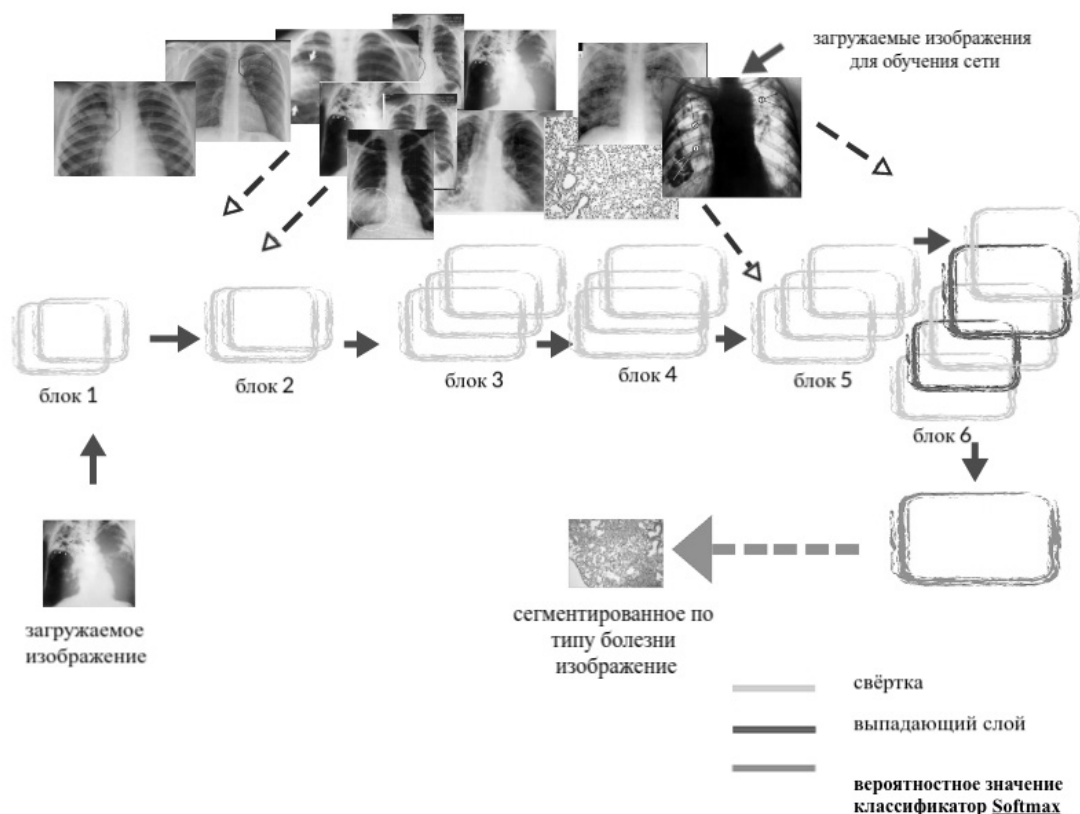 загружаемые изображения
для обучения сети
блок 1
блок 2
блок 3
блок 4
блок 5
блок 6
загружаемое
изображение
сегментированное по
типу болезни
изображение
свёртка
выпадающий слой
вероятностное значение
классификатор Softmax